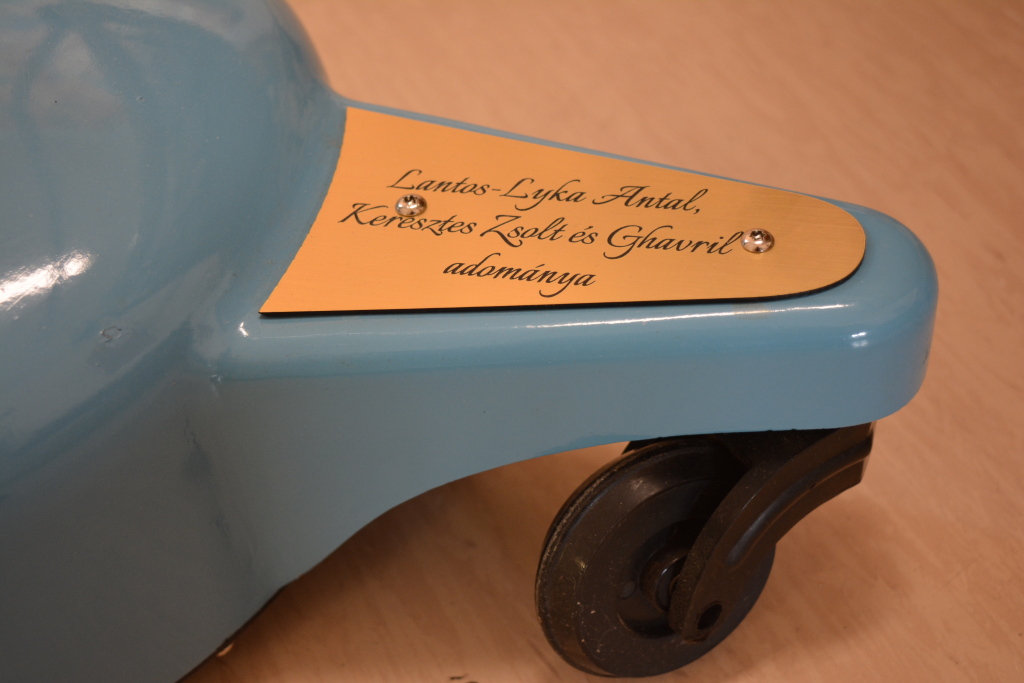 Lantos-Lyka Antal,
Keresztes Zsolt és Ghavril
adománya